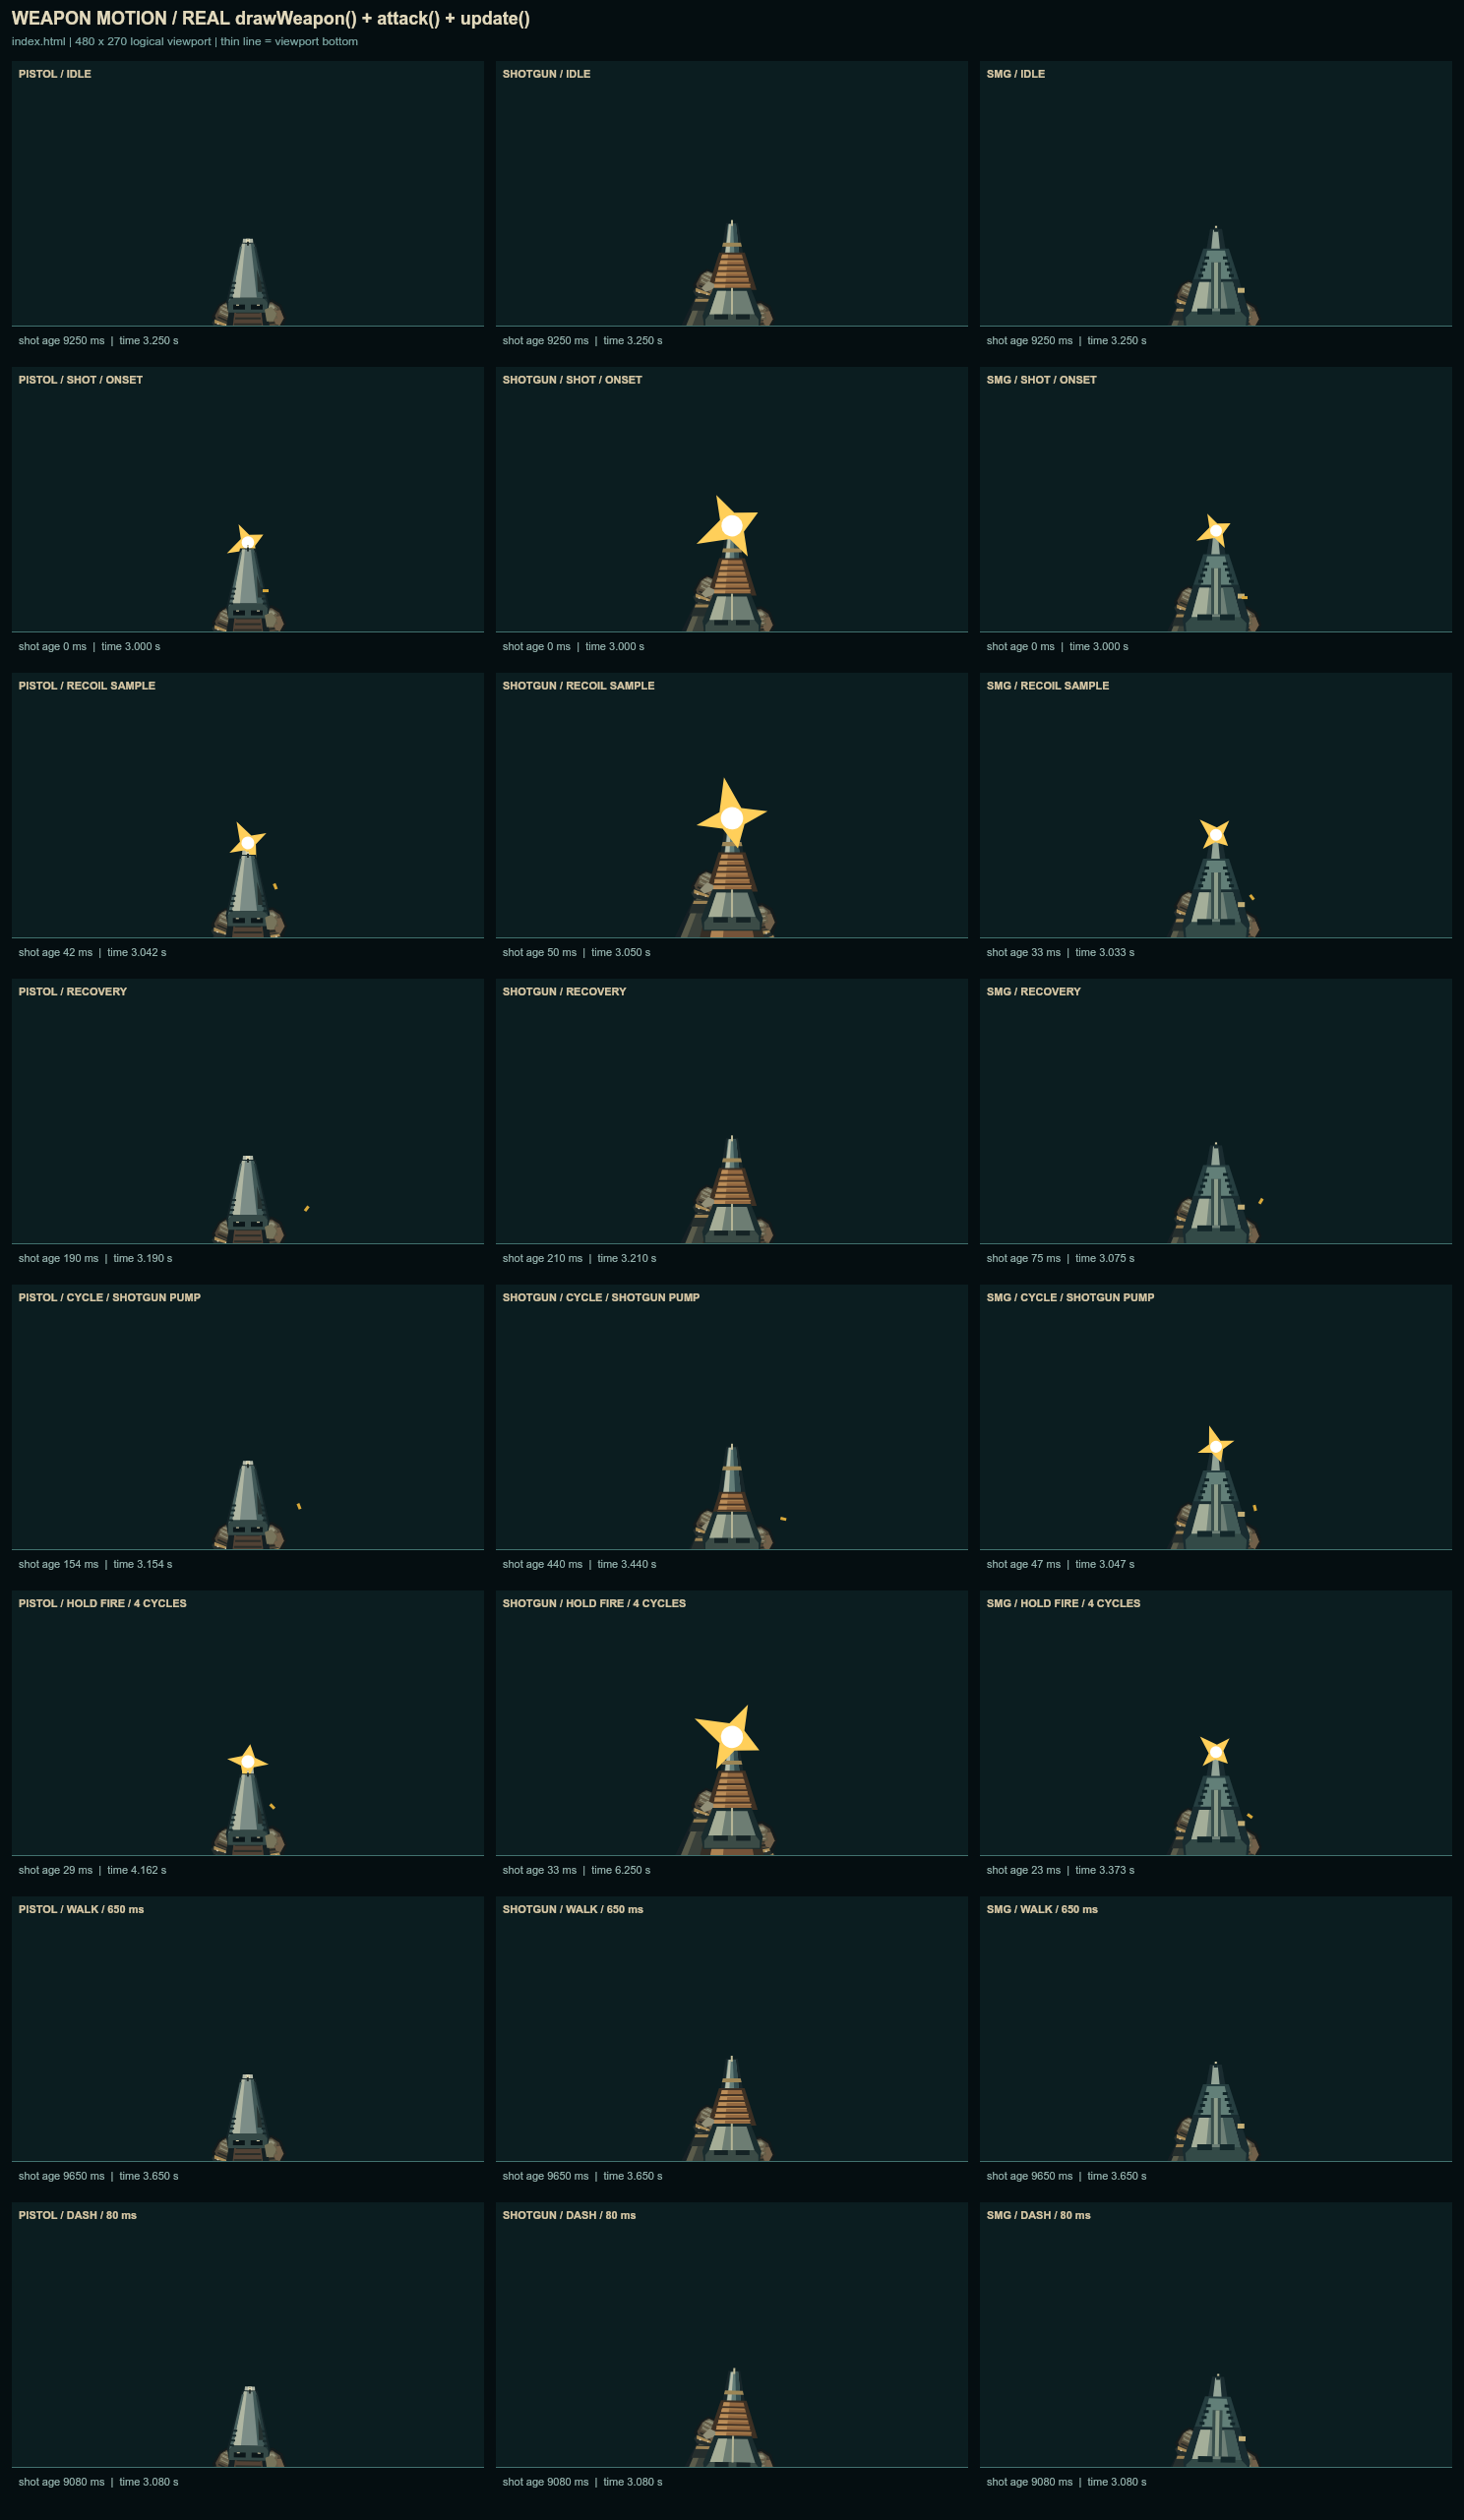 WEAPON MOTION / REAL drawWeapon() + attack() + update()
index.html | 480 x 270 logical viewport | thin line = viewport bottom
PISTOL / IDLE
SHOTGUN / IDLE
SMG / IDLE
shot age 9250 ms | time 3.250 s
shot age 9250 ms | time 3.250 s
shot age 9250 ms | time 3.250 s
PISTOL / SHOT / ONSET
SHOTGUN / SHOT / ONSET
SMG / SHOT / ONSET
shot age 0 ms | time 3.000 s
shot age 0 ms | time 3.000 s
shot age 0 ms | time 3.000 s
PISTOL / RECOIL SAMPLE
SHOTGUN / RECOIL SAMPLE
SMG / RECOIL SAMPLE
shot age 42 ms | time 3.042 s
shot age 50 ms | time 3.050 s
shot age 33 ms | time 3.033 s
PISTOL / RECOVERY
SHOTGUN / RECOVERY
SMG / RECOVERY
shot age 190 ms | time 3.190 s
shot age 210 ms | time 3.210 s
shot age 75 ms | time 3.075 s
PISTOL / CYCLE / SHOTGUN PUMP
SHOTGUN / CYCLE / SHOTGUN PUMP
SMG / CYCLE / SHOTGUN PUMP
shot age 154 ms | time 3.154 s
shot age 440 ms | time 3.440 s
shot age 47 ms | time 3.047 s
PISTOL / HOLD FIRE / 4 CYCLES
SHOTGUN / HOLD FIRE / 4 CYCLES
SMG / HOLD FIRE / 4 CYCLES
shot age 29 ms | time 4.162 s
shot age 33 ms | time 6.250 s
shot age 23 ms | time 3.373 s
PISTOL / WALK / 650 ms
SHOTGUN / WALK / 650 ms
SMG / WALK / 650 ms
shot age 9650 ms | time 3.650 s
shot age 9650 ms | time 3.650 s
shot age 9650 ms | time 3.650 s
PISTOL / DASH / 80 ms
SHOTGUN / DASH / 80 ms
SMG / DASH / 80 ms
shot age 9080 ms | time 3.080 s
shot age 9080 ms | time 3.080 s
shot age 9080 ms | time 3.080 s